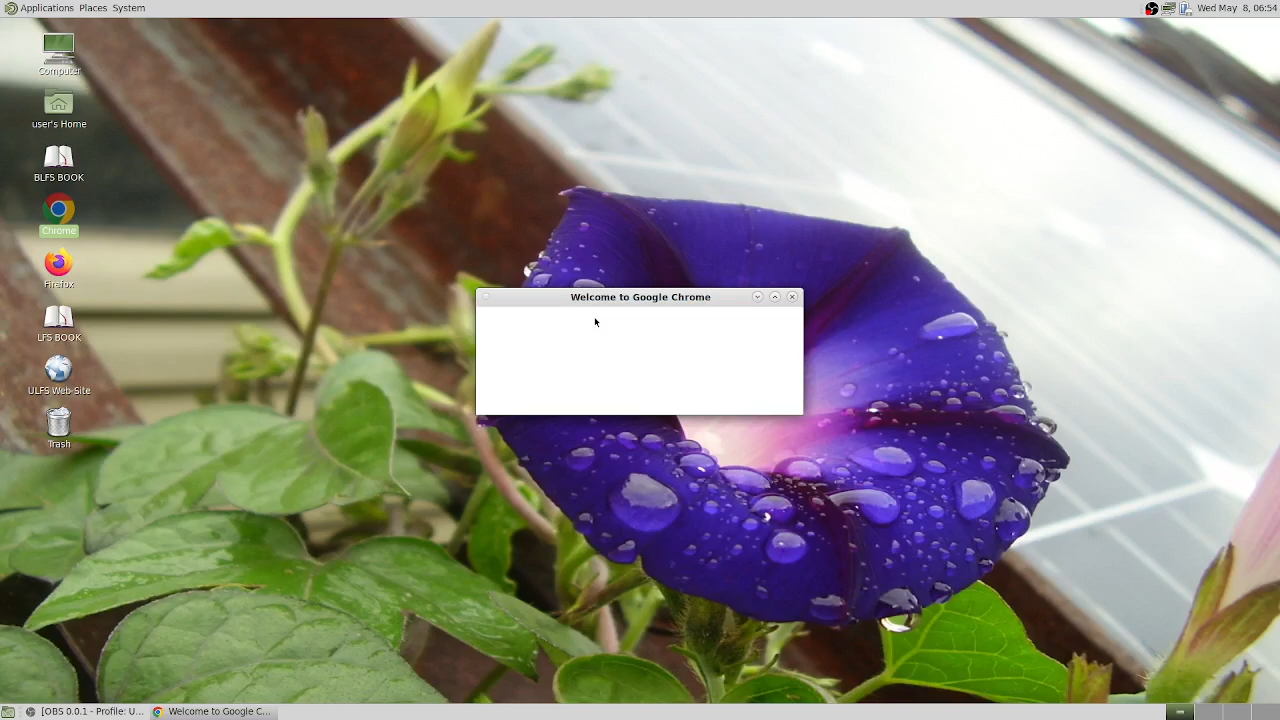 Applications Places System
Wed May 8, 06:54
Computer
user's Home
BLFS BOOK
Chrome
Firefox
LFS BOOK
ULFS Web-Site
Trash
Welcome to Google Chrome
[OBS 0.0.1 - Profile: U...
Welcome to Google C...